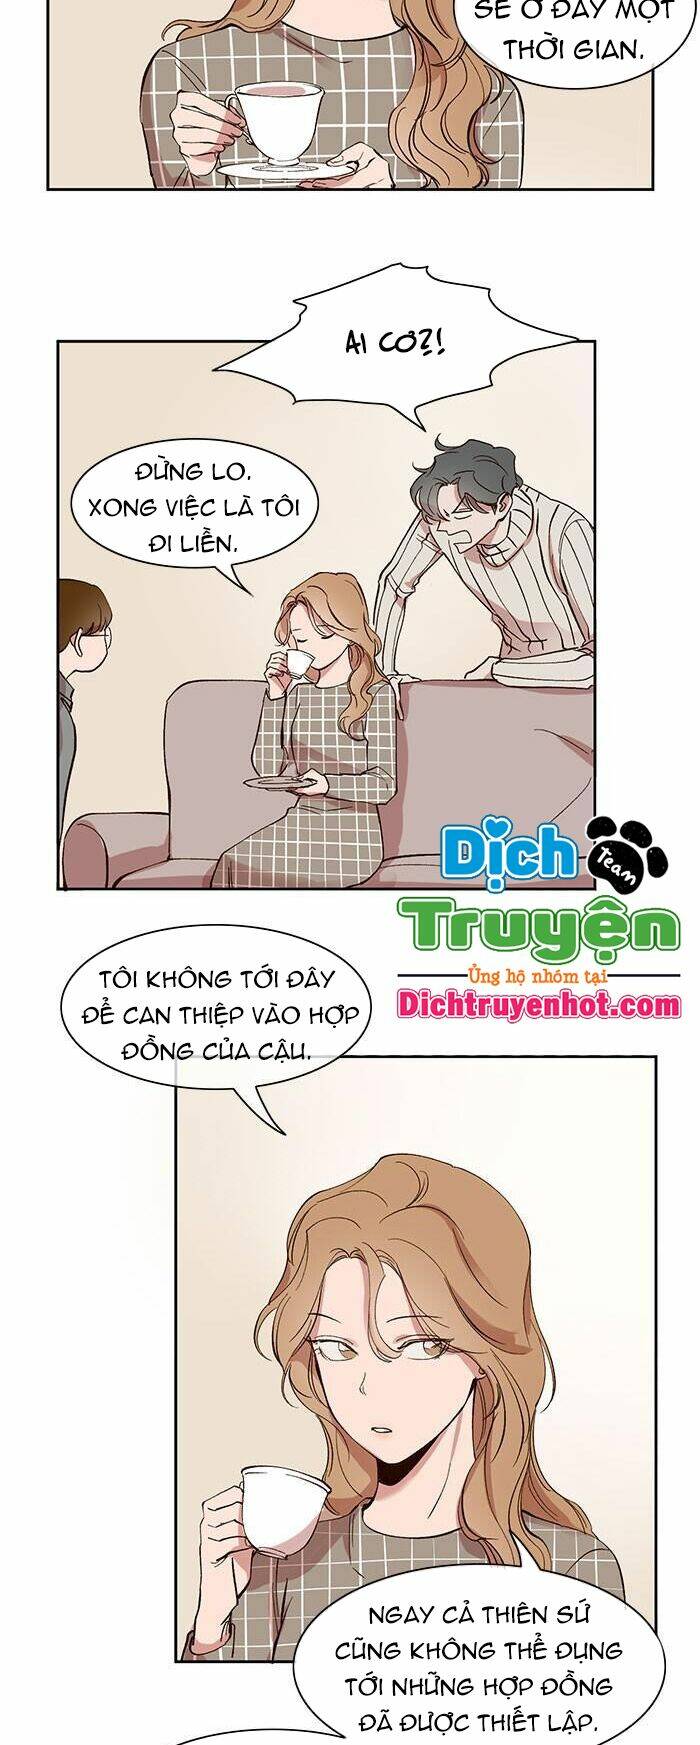 SẼ Ở ĐÂY MỘT
THỜI GIAN.
AI CƠ?!
ĐỪNG LO.
XONG VIỆC LÀ TÔI
ĐI LIỀN.
Dịch
team
Truyện
Ủng hộ nhóm tại
Dichtruyenhot.com
TÔI KHÔNG TỚI ĐÂY
ĐỂ CAN THIỆP VÀO HỢP
ĐỒNG CỦA CẬU.
NGAY CẢ THIÊN SỨ
CŨNG KHÔNG THỂ ĐỤNG
TỚI NHỮNG HỢP ĐỒNG
ĐÃ ĐƯỢC THIẾT LẬP.